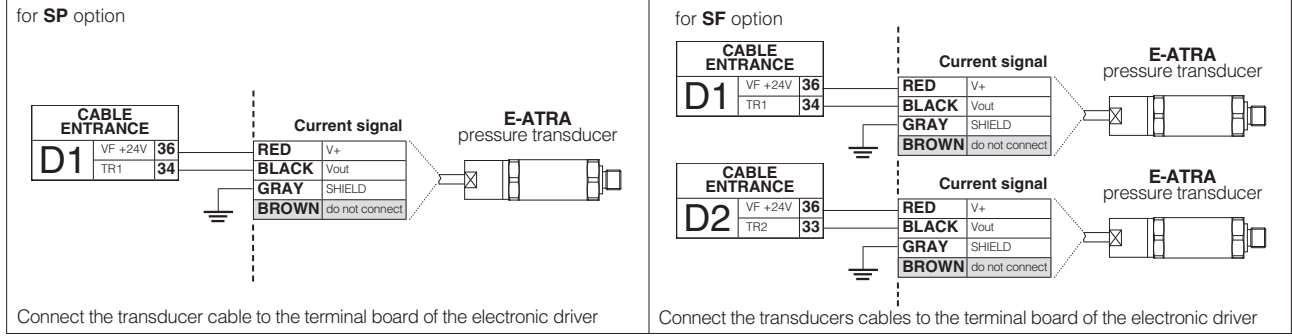 for SP option
CABLE
ENTRANCE
D1
VF +24V 36
TR1 34
Current signal
RED V+
BLACK Vout
GRAY SHIELD
BROWN do not connect
E-ATRA
pressure transducer
Connect the transducer cable to the terminal board of the electronic driver
for SF option
CABLE
ENTRANCE
D1
VF +24V 36
TR1 34
Current signal
RED V+
BLACK Vout
GRAY SHIELD
BROWN do not connect
E-ATRA
pressure transducer
CABLE
ENTRANCE
D2
VF +24V 36
TR2 33
Current signal
RED V+
BLACK Vout
GRAY SHIELD
BROWN do not connect
E-ATRA
pressure transducer
Connect the transducers cables to the terminal board of the electronic driver